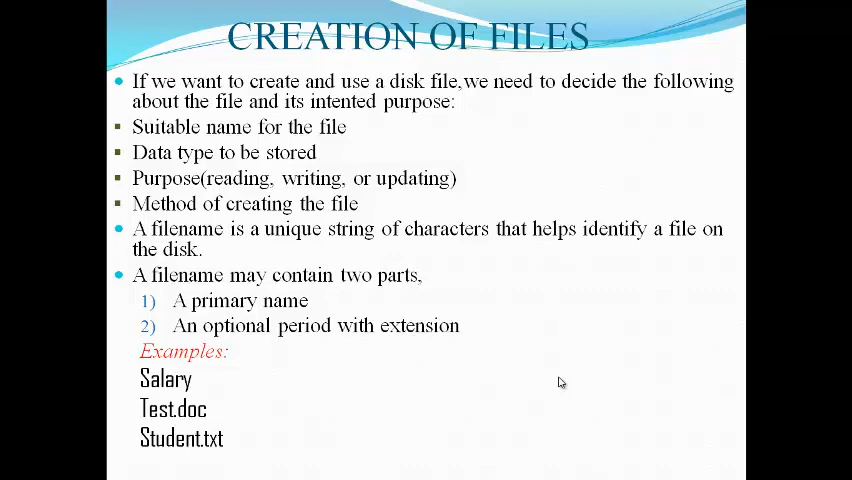 CREATION OF FILES
• If we want to create and use a disk file,we need to decide the following
about the file and its intented purpose:
▪ Suitable name for the file
▪ Data type to be stored
▪ Purpose(reading, writing, or updating)
▪ Method of creating the file
• A filename is a unique string of characters that helps identify a file on
the disk.
• A filename may contain two parts,
1) A primary name
2) An optional period with extension
Examples:
Salary
Test.doc
Student.txt